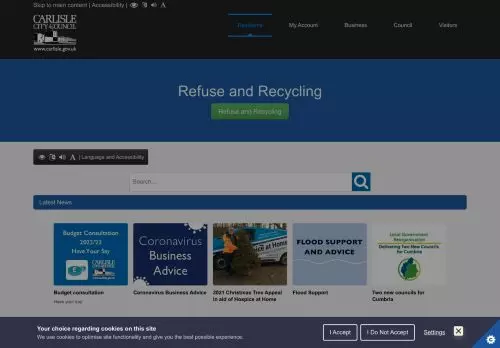 Skip to main content | Accessibility |
A
CARLISLE
CITY COUNCIL
www.carlisle.gov.uk
Residents
My Account
Business
Council
Visitors
Refuse and Recycling
Refuse and Recycling
A | Language and Accessibility
Search...
Latest News
Budget Consultation
2022/23
Have Your Say
CARLISLE
Coronavirus
Business
Advice
FLOOD SUPPORT
AND ADVICE
Local Government
Reorganisation
Delivering Two New Councils
for Cumbria
Budget consultation
Have your say
Coronavirus Business Advice
2021 Christmas Tree Appeal
in aid of Hospice at Home
Flood Support
Two new councils for
Cumbria
Your choice regarding cookies on this site
We use cookies to optimise site functionality and give you the best possible experience.
I Accept
I Do Not Accept
Settings